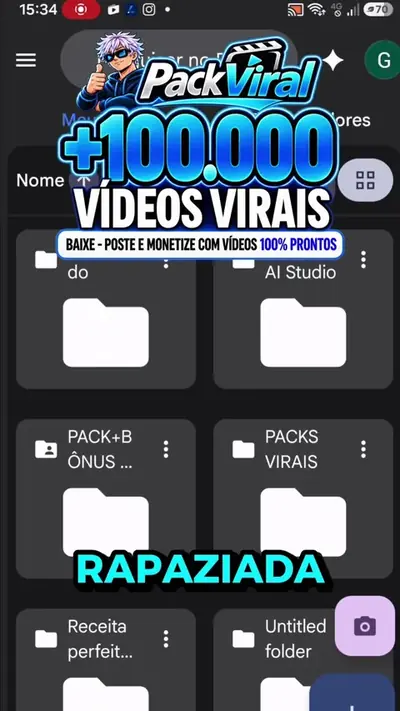 15:34
70
G
PackViral
+100.000
VÍDEOS VIRAIS
BAIXE - POSTE E MONETIZE COM VÍDEOS 100% PRONTOS
Nome
do
AI Studio
PACK+B
ÔNUS ...
PACKS
VIRAIS
RAPAZIADA
Receita
perfeit...
Untitled
folder